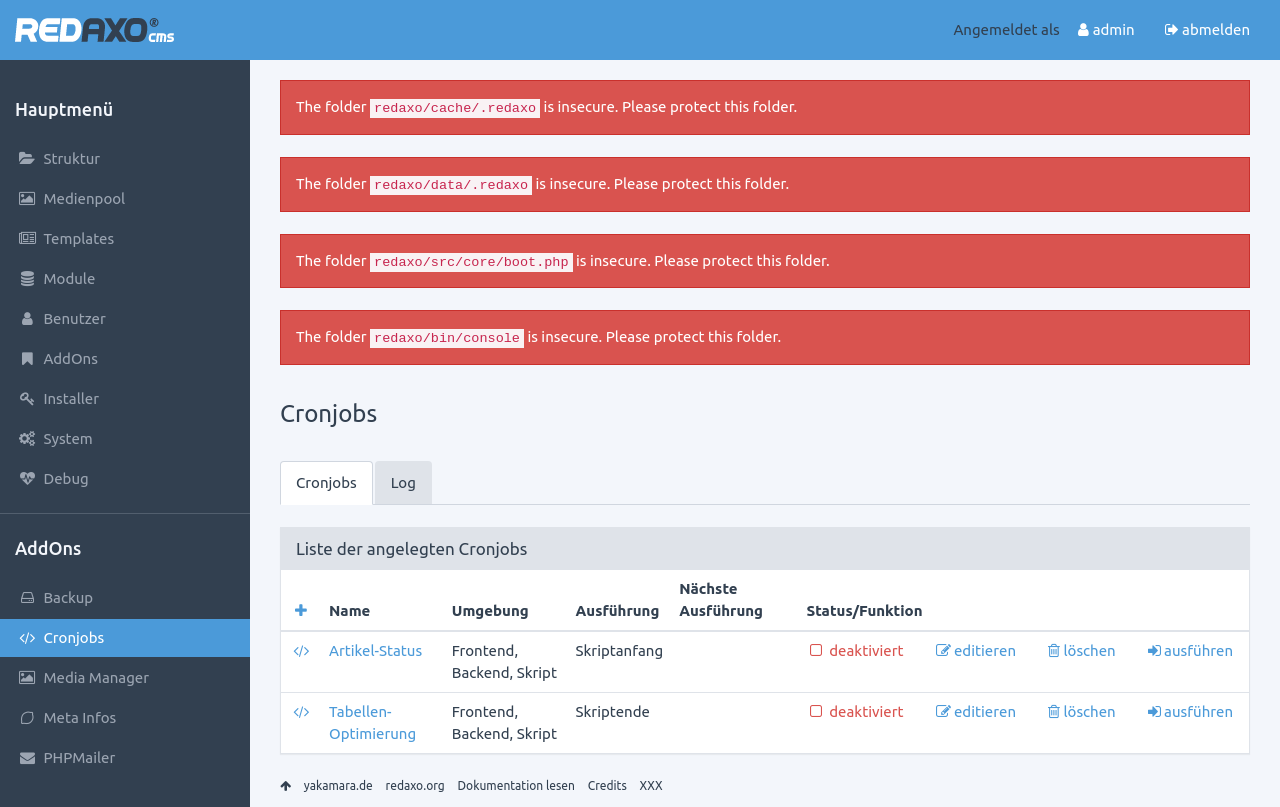 REDAXO® cms
Angemeldet als admin abmelden
Hauptmenü
Struktur
Medienpool
Templates
Module
Benutzer
AddOns
Installer
System
Debug
AddOns
Backup
Cronjobs
Media Manager
Meta Infos
PHPMailer
The folder redaxo/cache/.redaxo is insecure. Please protect this folder.
The folder redaxo/data/.redaxo is insecure. Please protect this folder.
The folder redaxo/src/core/boot.php is insecure. Please protect this folder.
The folder redaxo/bin/console is insecure. Please protect this folder.
Cronjobs
Cronjobs Log
Liste der angelegten Cronjobs
Nächste
Name Umgebung Ausführung Ausführung Status/Funktion
Artikel-Status Frontend, Skriptanfang deaktiviert editieren löschen ausführen
Backend, Skript
Tabellen- Frontend, Skriptende deaktiviert editieren löschen ausführen
Optimierung Backend, Skript
yakamara.de redaxo.org Dokumentation lesen Credits XXX